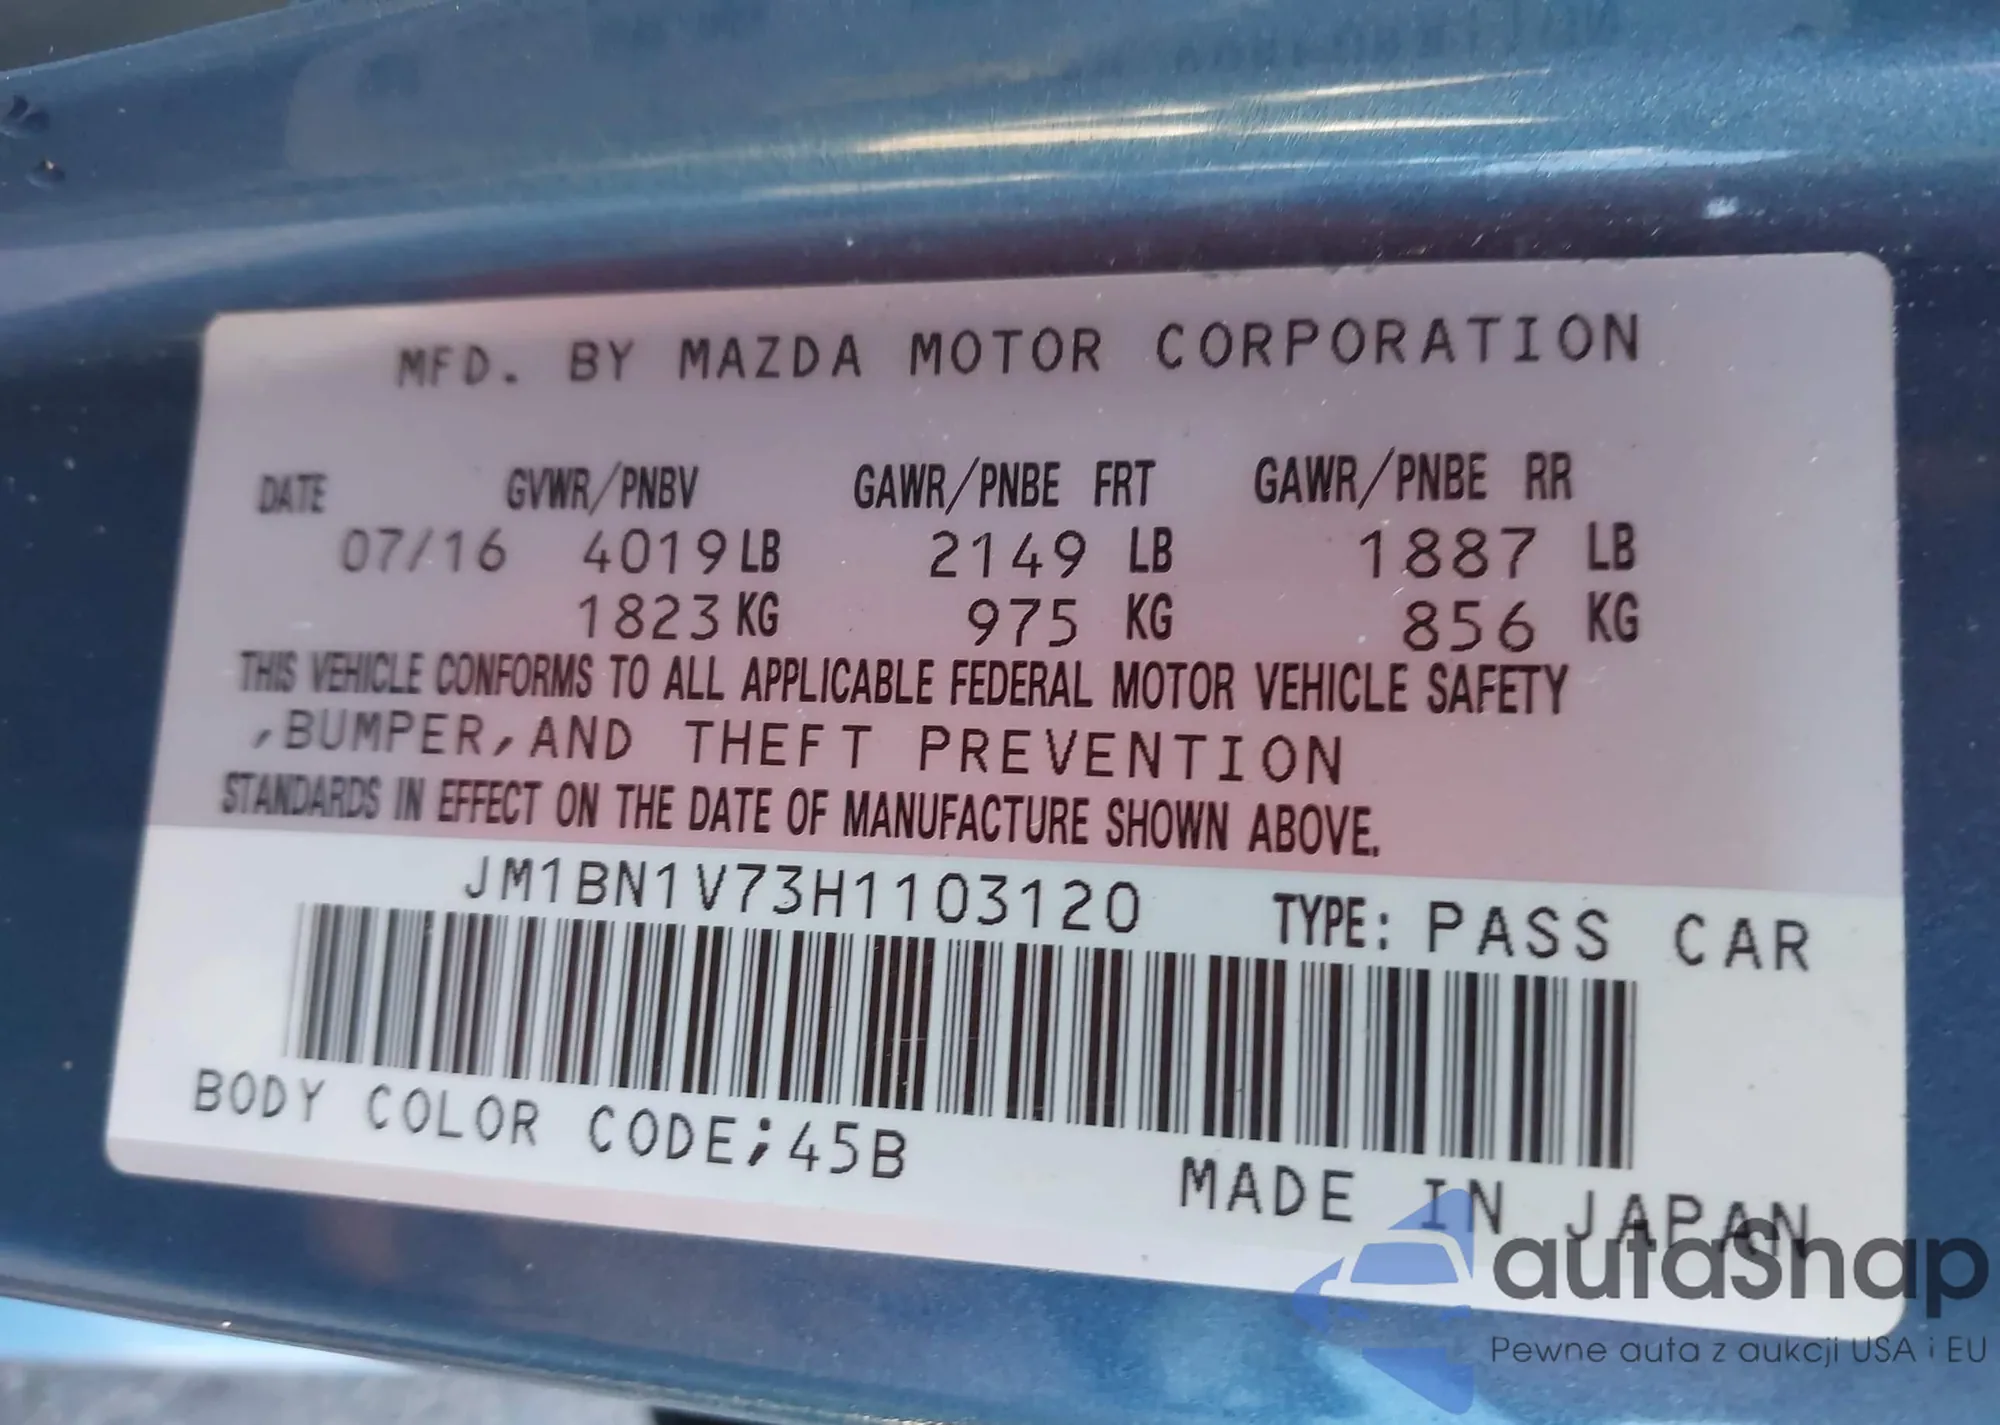 MFD. BY MAZDA MOTOR CORPORATION
DATE GVWR/PNBV GAWR/PNBE FRT GAWR/PNBE RR
07/16 4019 LB 2149 LB 1887 LB
1823 KG 975 KG 856 KG
THIS VEHICLE CONFORMS TO ALL APPLICABLE FEDERAL MOTOR VEHICLE SAFETY
,BUMPER,AND THEFT PREVENTION
STANDARDS IN EFFECT ON THE DATE OF MANUFACTURE SHOWN ABOVE.
JM1BN1V73H1103120 TYPE: PASS CAR
BODY COLOR CODE;45B
MADE IN JAPAN
autaSnap
Pewne auta z aukcji USA i EU